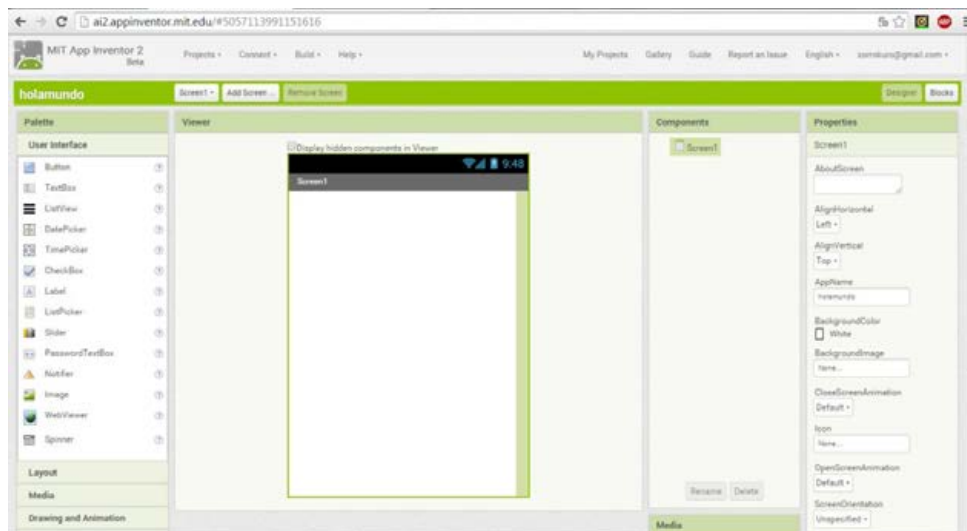 ai2.appinventor.mit.edu/#5057113991151616
MIT App Inventor 2
Beta
Projects
Connect
Build
Help
My Projects
Gallery
Guide
Report an Issue
English
holamundo
Screen1
Add Screen ...
Remove Screen
Designer
Blocks
Palette
User Interface
Button
TextBox
ListView
DatePicker
TimePicker
CheckBox
Label
ListPicker
Slider
PasswordTextBox
Notifier
Image
WebViewer
Spinner
Layout
Media
Drawing and Animation
Viewer
Display hidden components in Viewer
9:48
Screen1
Components
Screen1
Rename
Delete
Media
Properties
Screen1
AboutScreen
AlignHorizontal
Left
AlignVertical
Top
AppName
holamundo
BackgroundColor
White
BackgroundImage
None...
CloseScreenAnimation
Default
Icon
None...
OpenScreenAnimation
Default
ScreenOrientation
Unspecified